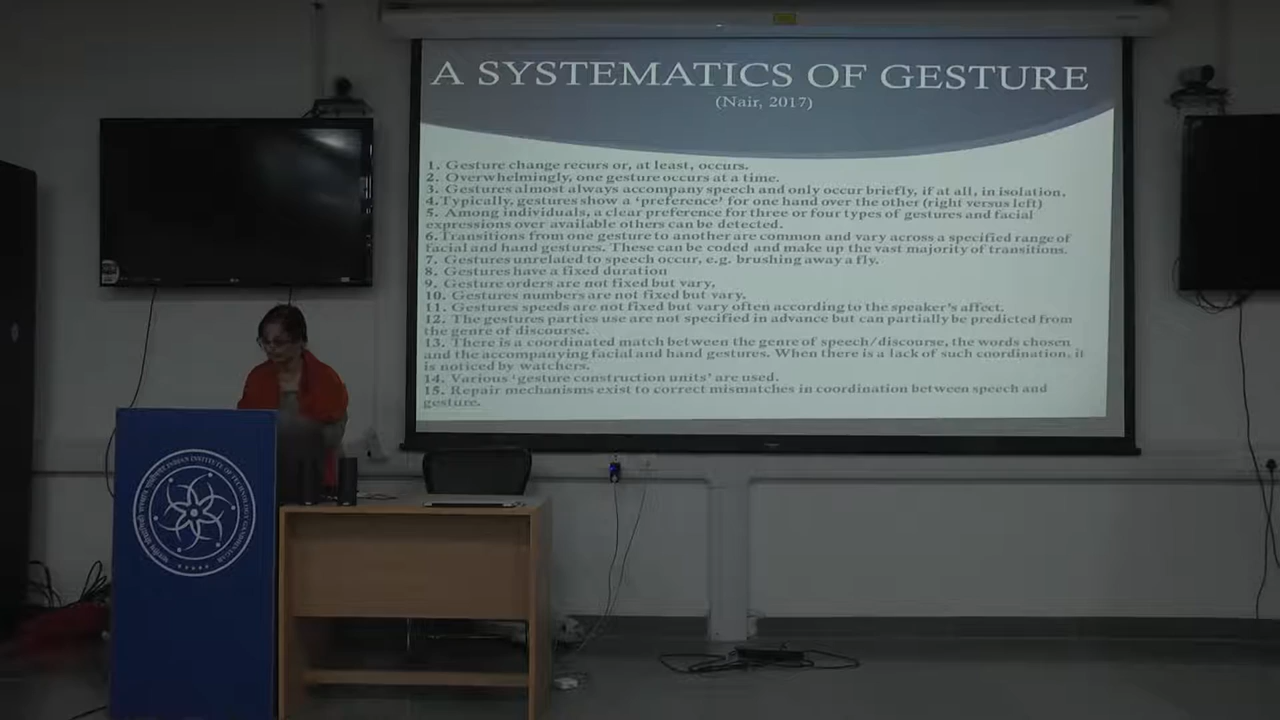 A SYSTEMATICS OF GESTURE
(Nair, 2017)
1. Gesture change recurs or, at least, occurs.
2. Overwhelmingly, one gesture occurs at a time.
3. Gestures almost always accompany speech and only occur briefly, if at all, in isolation.
4.Typically, gestures show a 'preference' for one hand over the other (right versus left)
5. Among individuals, a clear preference for three or four types of gestures and facial
expressions over available others can be detected.
6.Transitions from one gesture to another are common and vary across a specified range of
facial and hand gestures. These can be coded and make up the vast majority of transitions.
7. Gestures unrelated to speech occur, e.g. brushing away a fly.
8. Gestures have a fixed duration
9. Gesture orders are not fixed but vary,
10. Gestures numbers are not fixed but vary.
11. Gestures speeds are not fixed but vary often according to the speaker's affect.
12. The gestures parties use are not specified in advance but can partially be predicted from
the genre of discourse.
13. There is a coordinated match between the genre of speech/discourse, the words chosen
and the accompanying facial and hand gestures. When there is a lack of such coordination, it
is noticed by watchers.
14. Various 'gesture construction units' are used.
15. Repair mechanisms exist to correct mismatches in coordination between speech and
gesture.
INDIAN INSTITUTE OF TECHNOLOGY GANDHINAGAR